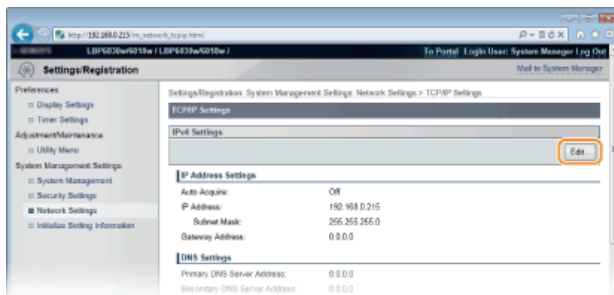 http://192.168.0.215/m_network_tcpip.html
LBP6030w/6018w / LBP6030w/6018w /
To Portal Login User: System Manager Log Out
Settings/Registration
Mail to System Manager
Preferences
Display Settings
Timer Settings
Adjustment/Maintenance
Utility Menu
System Management Settings
System Management
Security Settings
Network Settings
Initialize Setting Information
Settings/Registration: System Management Settings: Network Settings > TCP/IP Settings
TCP/IP Settings
IPv4 Settings
Edit...
IP Address Settings
Auto Acquire: Off
IP Address: 192.168.0.215
Subnet Mask: 255.255.255.0
Gateway Address: 0.0.0.0
DNS Settings
Primary DNS Server Address: 0.0.0.0
Secondary DNS Server Address: 0.0.0.0